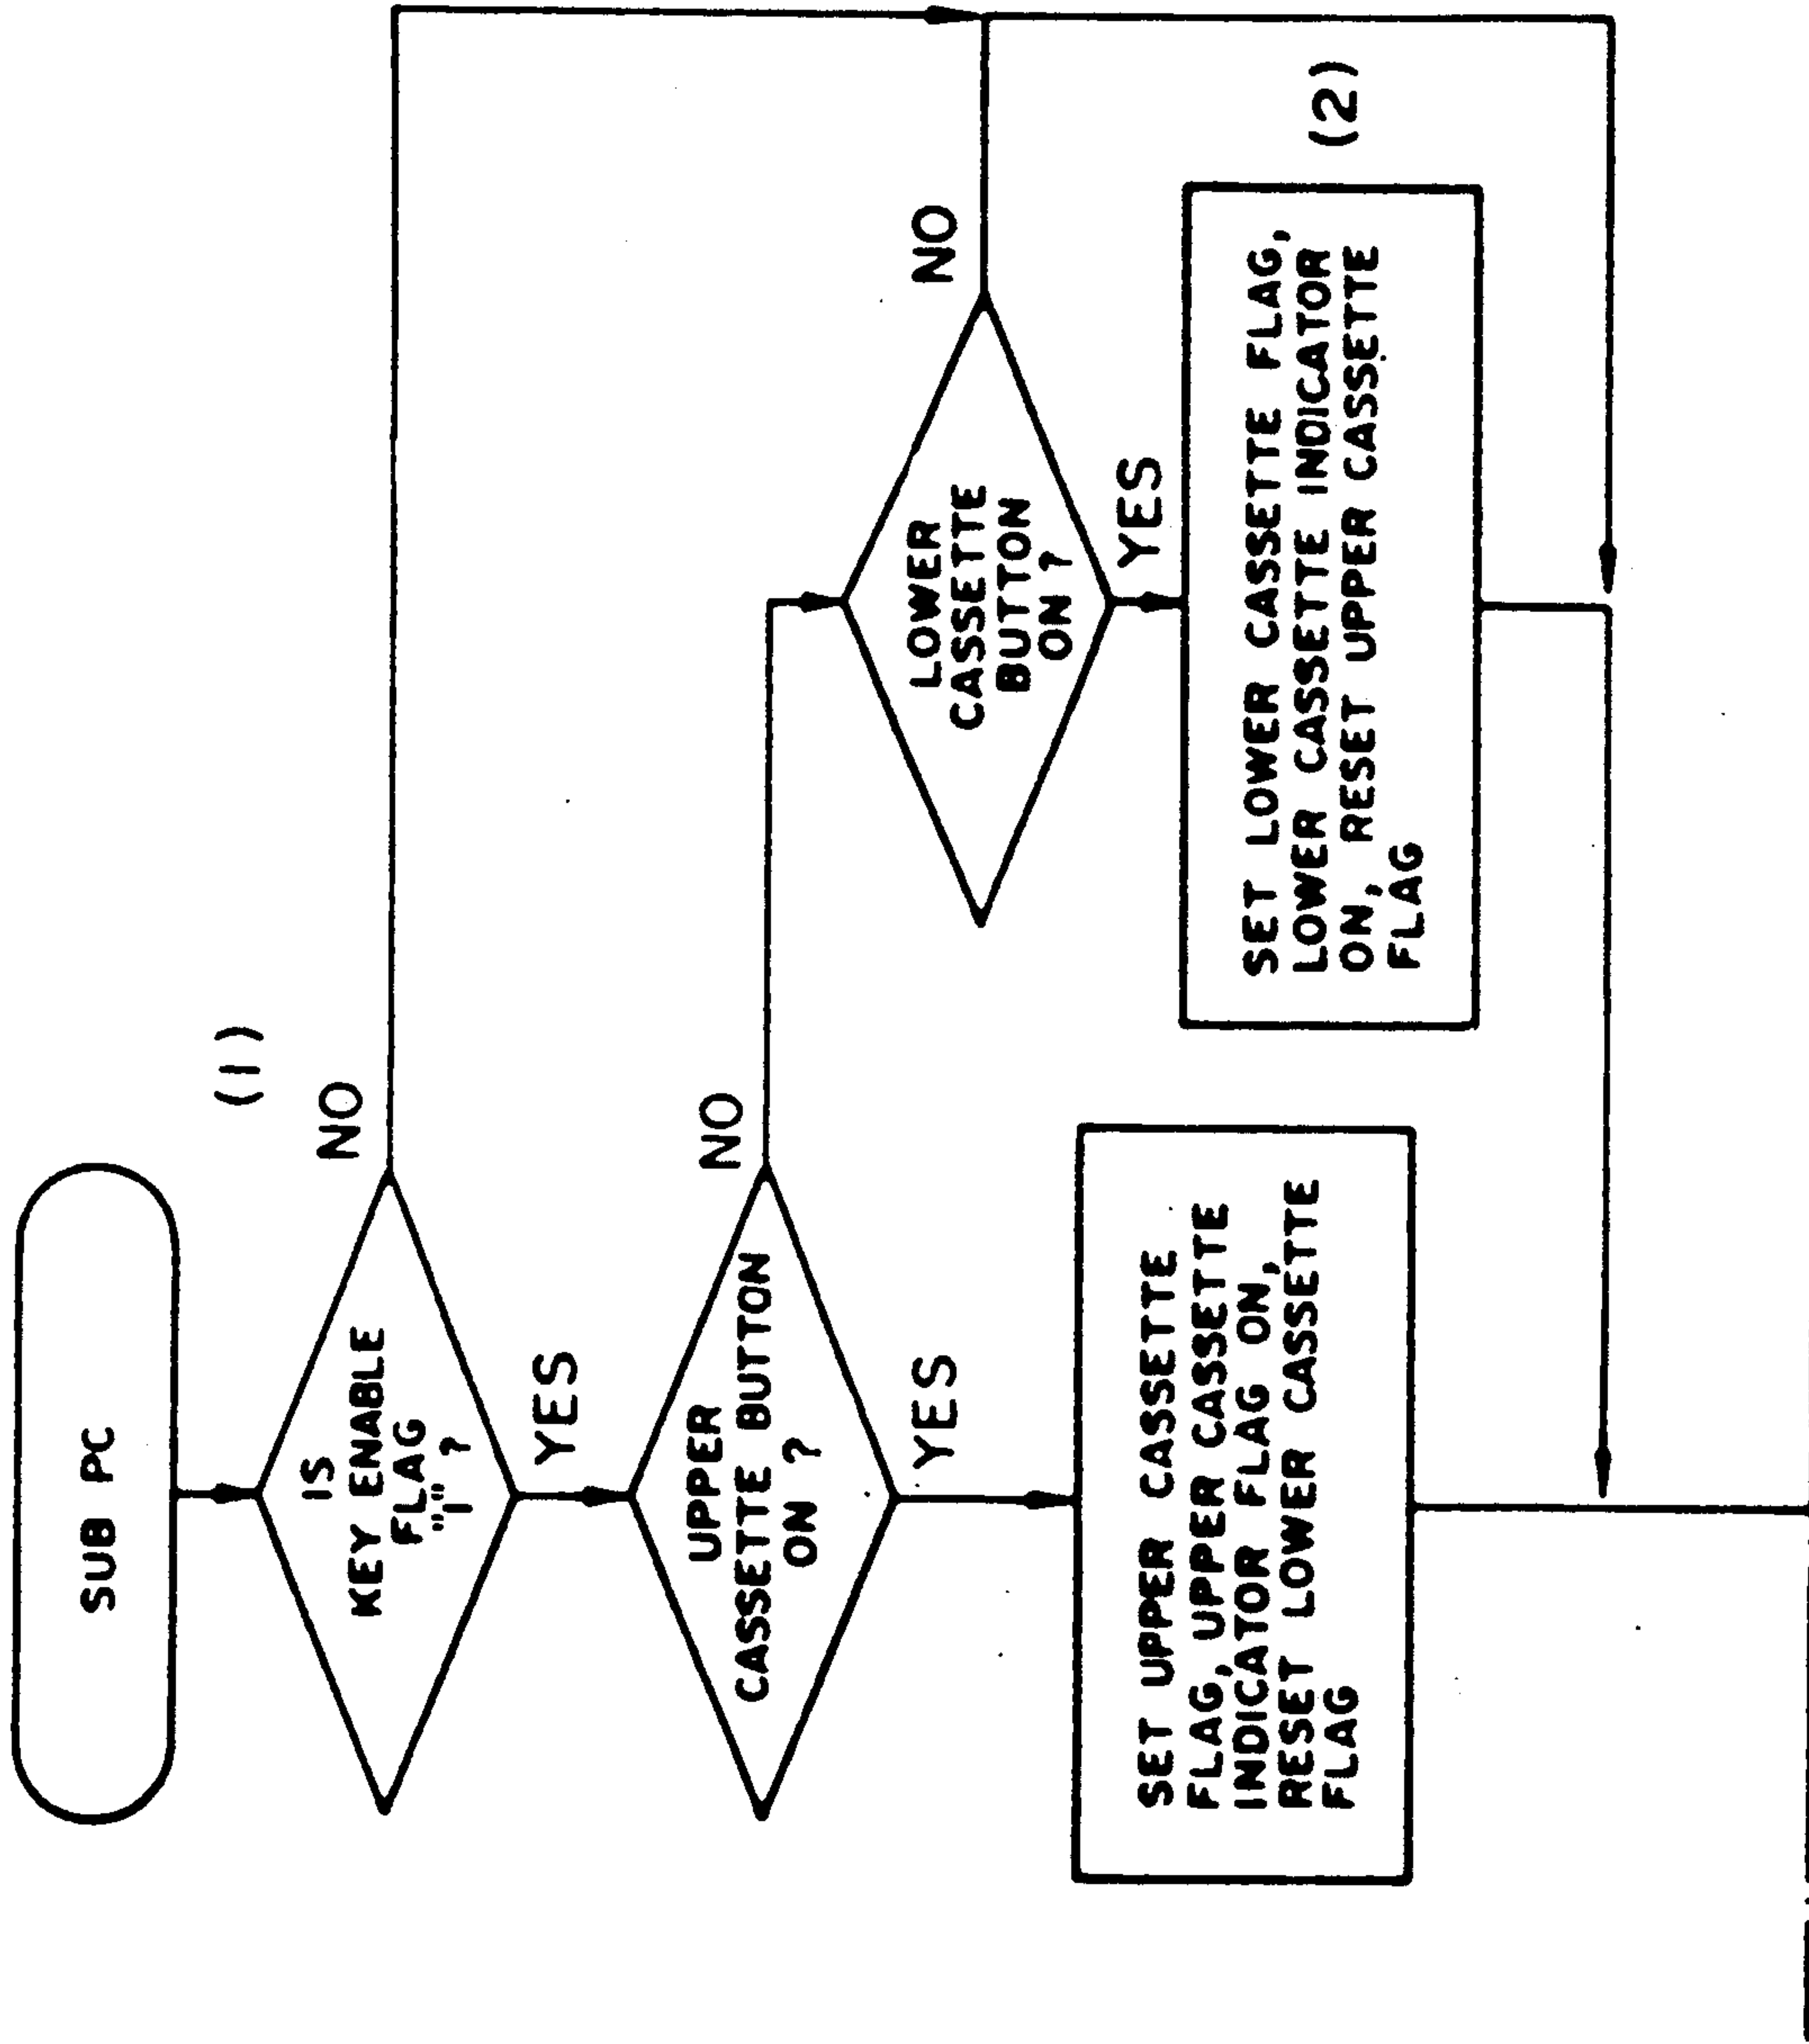 SUB PC
(1)
IS
KEY ENABLE
FLAG
"1" ?
NO
YES
UPPER
CASSETTE BUTTON
ON ?
NO
YES
LOWER
CASSETTE
BUTTON
ON ?
NO
YES
SET UPPER CASSETTE
FLAG, UPPER CASSETTE
INDICATOR FLAG ON,
RESET LOWER CASSETTE
FLAG
(2)
SET LOWER CASSETTE FLAG,
LOWER CASSETTE INDICATOR
ON, RESET UPPER CASSETTE
FLAG